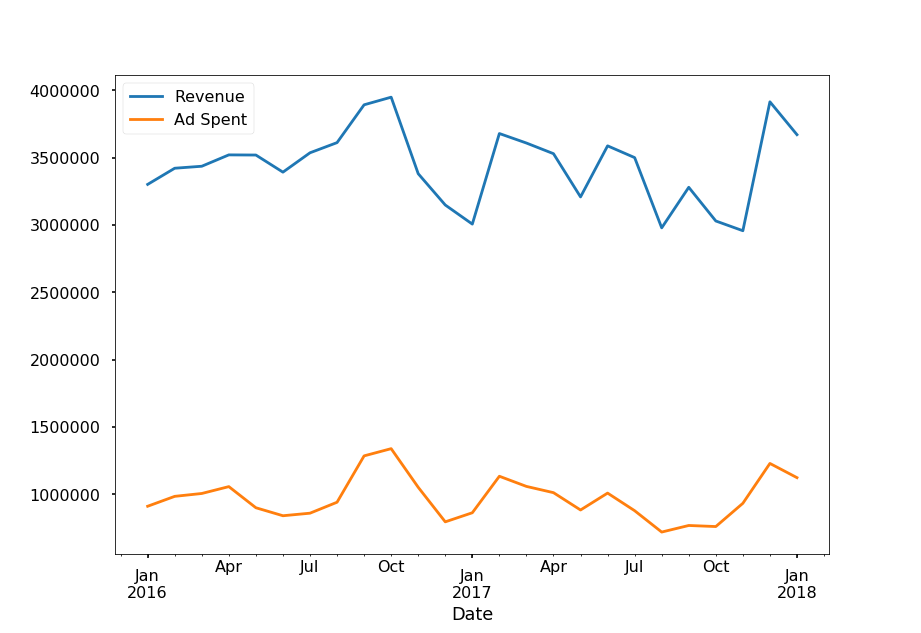 Revenue
Ad Spent
4000000
3500000
3000000
2500000
2000000
1500000
1000000
Jan Apr Jul Oct Jan Apr Jul Oct Jan
2016 2017 2018
Date